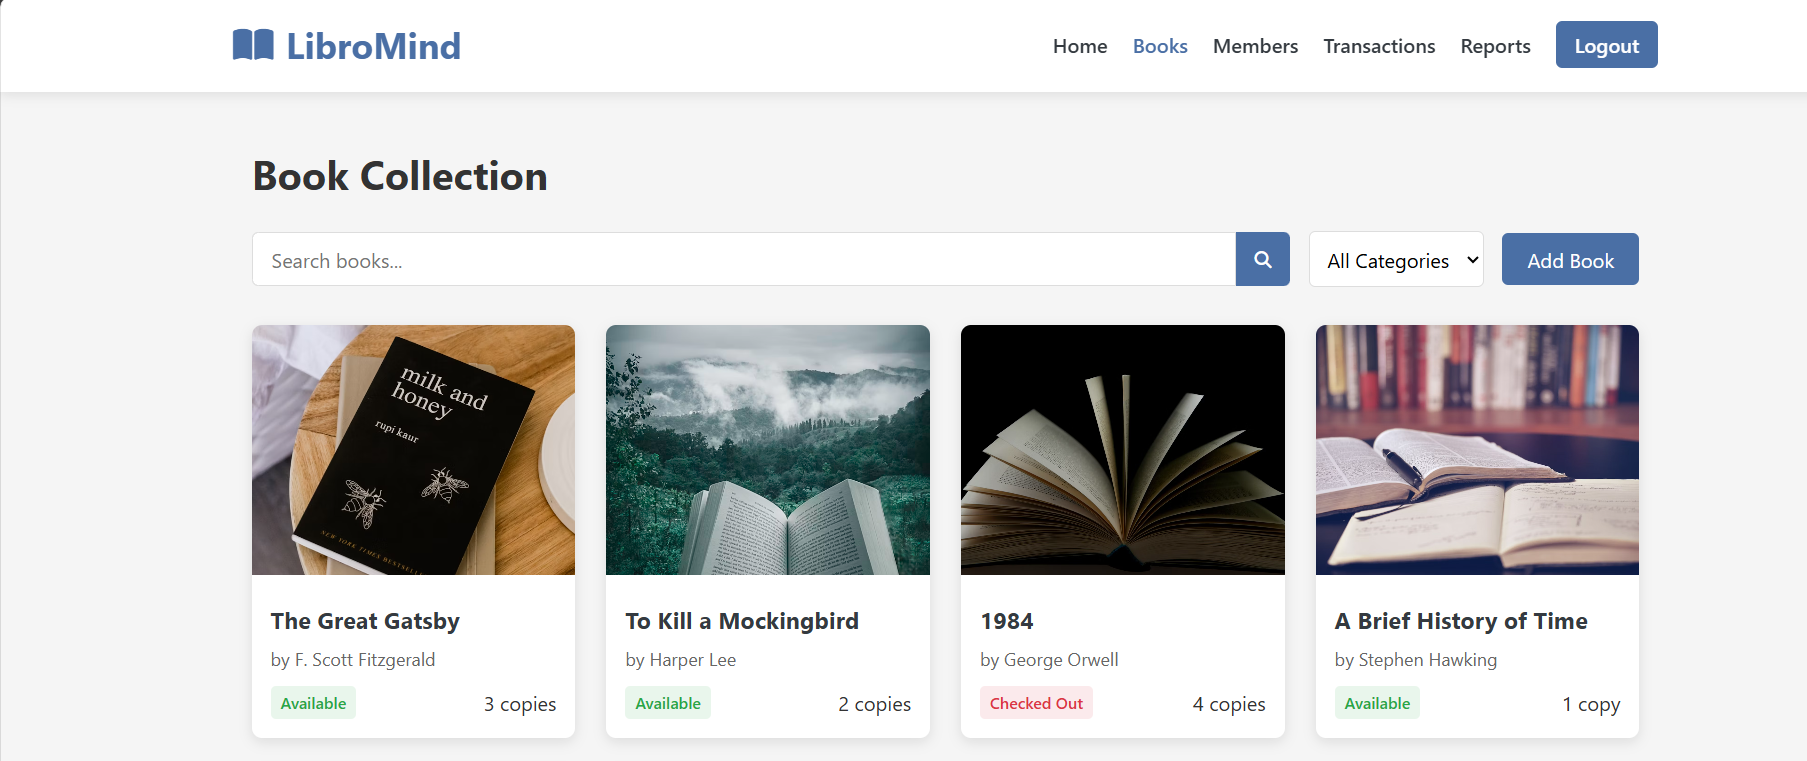 LibroMind
Home Books Members Transactions Reports Logout
Book Collection
Search books...
All Categories
Add Book
milk and
honey
rupi kaur
NEW YORK TIMES BESTSELLER
The Great Gatsby
by F. Scott Fitzgerald
Available 3 copies
To Kill a Mockingbird
by Harper Lee
Available 2 copies
1984
by George Orwell
Checked Out 4 copies
A Brief History of Time
by Stephen Hawking
Available 1 copy